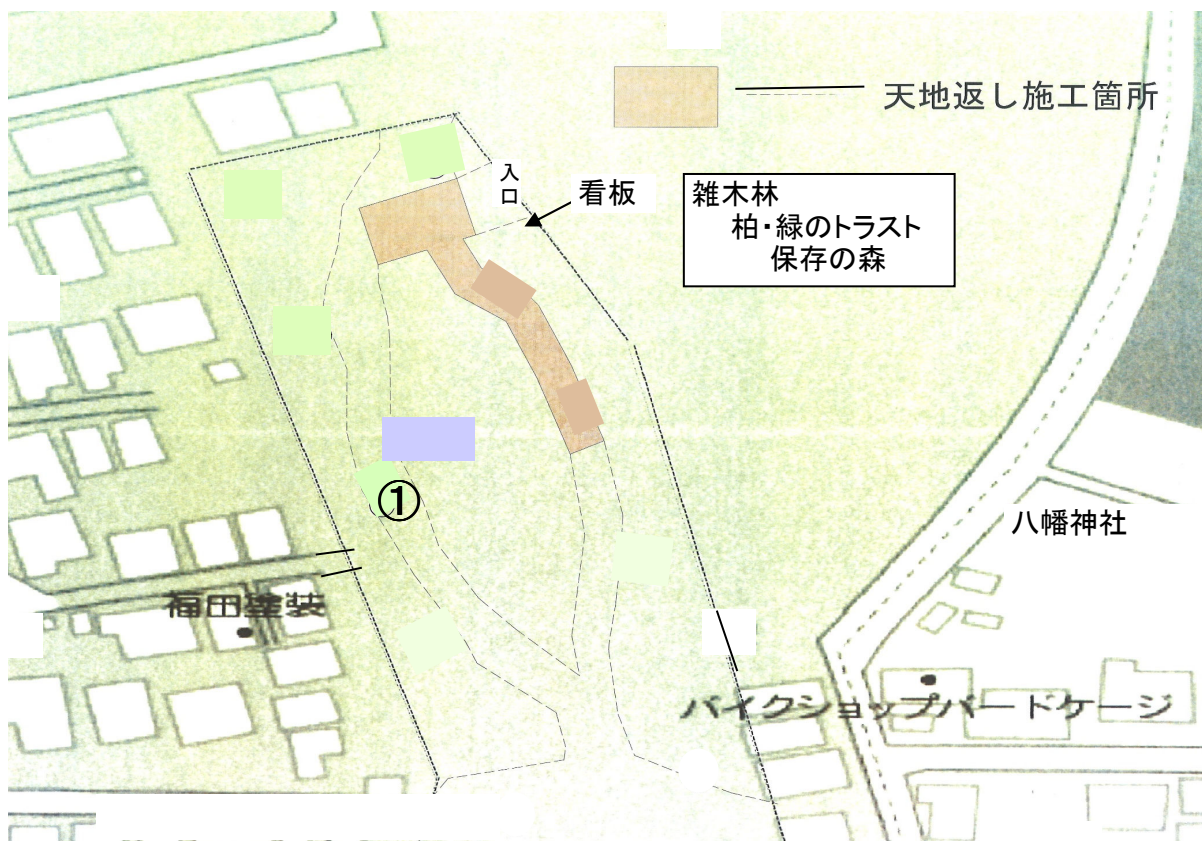 天地返し施工箇所
入口
看板
雑木林
柏・緑のトラスト
保存の森
①
八幡神社
福田塗装
バイクショップバードケージ